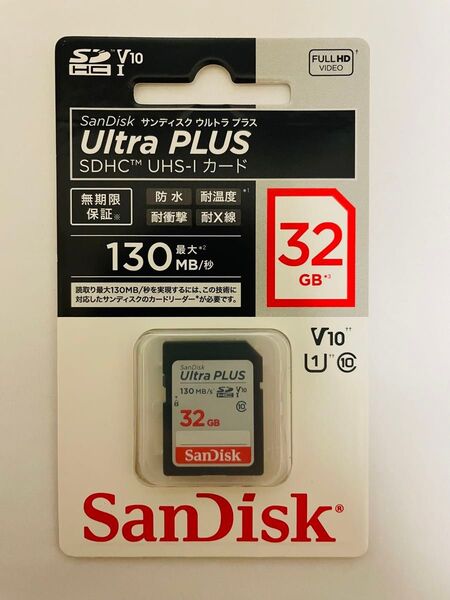 SDHC™ V10 I
FULL HD†
VIDEO
SanDisk サンディスク ウルトラ プラス
Ultra PLUS
SDHC™ UHS-I カード
無期限
保証※
防水
耐温度
*1
耐衝撃
耐X線
130 最大*2
MB/秒
読取り最大130MB/秒を実現するには、この技術に
対応したサンディスクのカードリーダー*が必要です。
32
GB*3
V10††
U1†† 10
SanDisk
Ultra PLUS
130 MB/s* SDHC V10 I
10
32 GB
SanDisk
SanDisk®